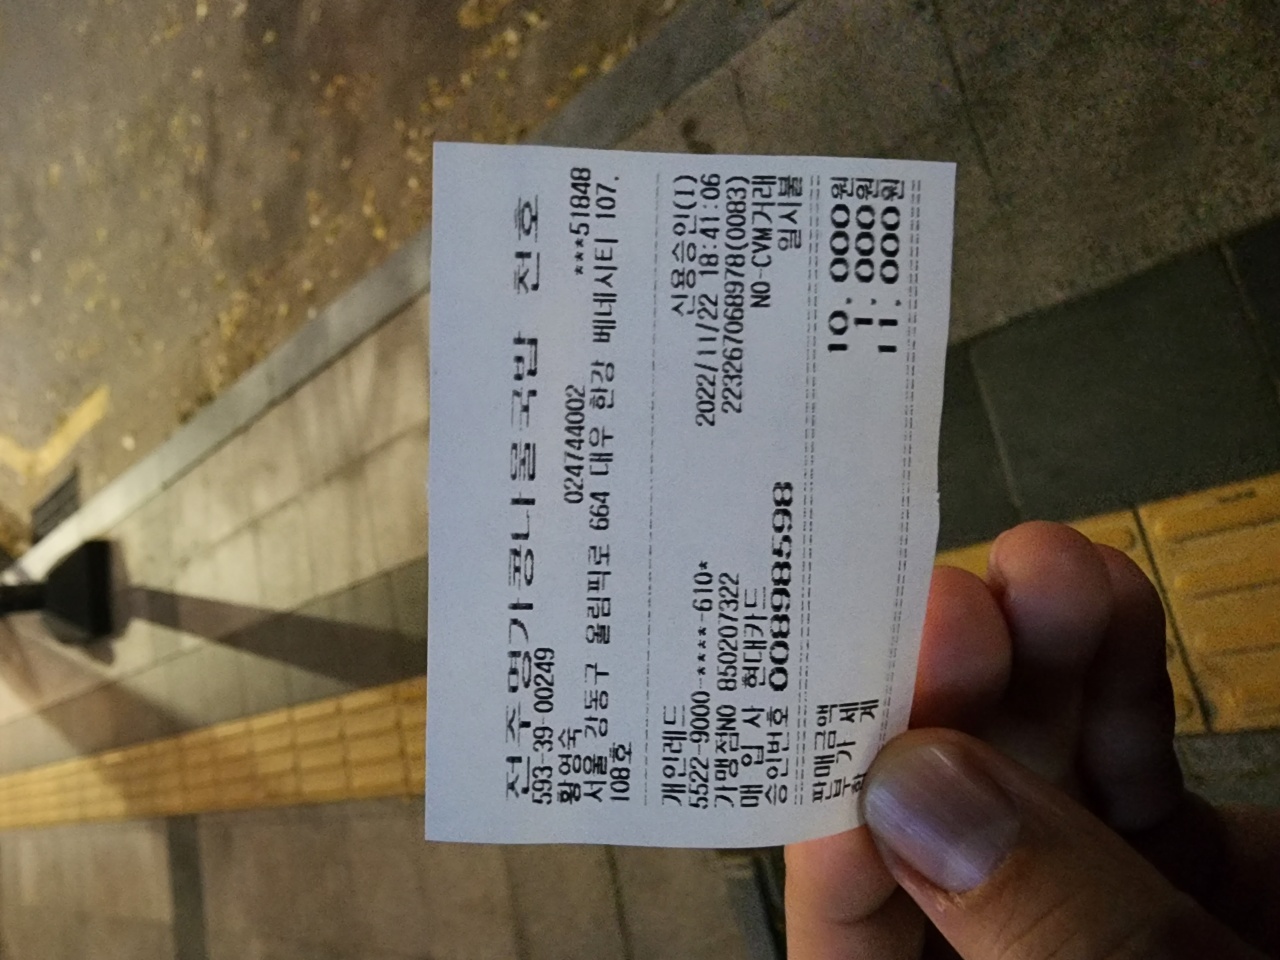 전주명가콩나물국밥 천호
593-39-00249 ***51848
황영숙 024744002
서울 강동구 올림픽로 664 대우 한강 베네시티 107.
108호
개인레드 신용승인(1)
5522-9000-****-610* 2022/11/22 18:41:06
가맹점NO 850207322 223267068978(0083)
매 입 사 현대카드 NO-CVM거래
승인번호 00898598 일시불
판매금액 10,000원
부 가 세 1,000원
합 계 11,000원